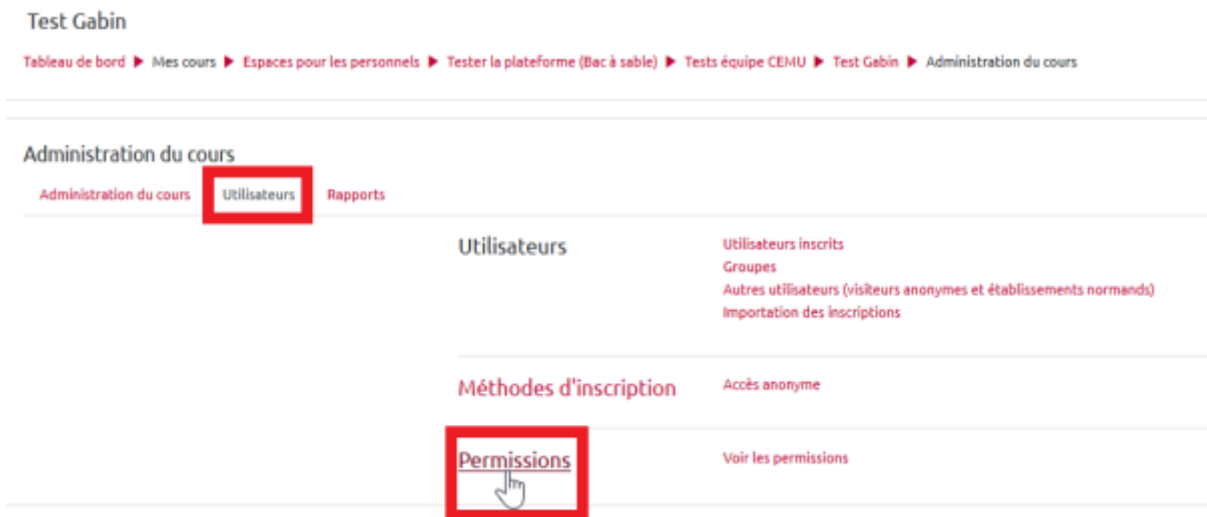 Test Gabin
Tableau de bord ▶ Mes cours ▶ Espaces pour les personnels ▶ Tester la plateforme (Bac à sable) ▶ Tests équipe CEMU ▶ Test Gabin ▶ Administration du cours
Administration du cours
Administration du cours Utilisateurs Rapports
Utilisateurs
Utilisateurs inscrits
Groupes
Autres utilisateurs (visiteurs anonymes et établissements normands)
Importation des inscriptions
Méthodes d'inscription
Accès anonyme
Permissions
Voir les permissions